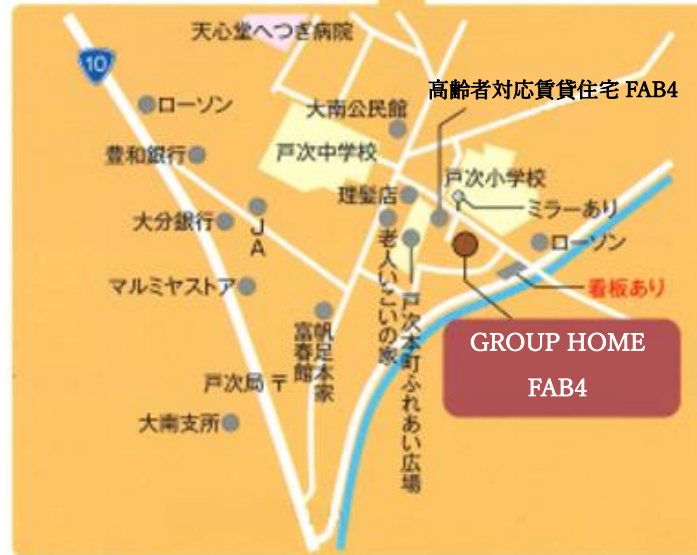 天心堂へつぎ病院
10
高齢者対応賃貸住宅 FAB4
ローソン
大南公民館
豊和銀行
戸次中学校
戸次小学校
理髪店
ミラーあり
大分銀行
JA
老人いこいの家
ローソン
マルミヤストア
戸次本町ふれあい広場
看板あり
帆足本家
富春館
GROUP HOME
FAB4
戸次局 〒
大南支所